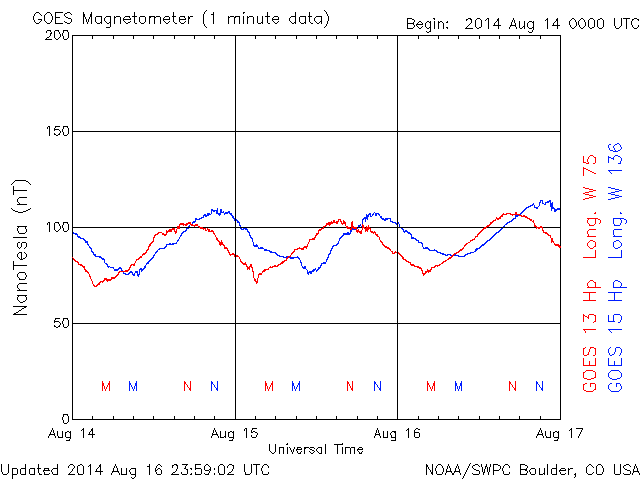 GOES Magnetometer (1 minute data)
Begin: 2014 Aug 14 0000 UTC
200
150
100
50
0
NanoTesla (nT)
M M N N M M N N M M N N
Aug 14 Aug 15 Aug 16 Aug 17
Universal Time
GOES 13 Hp Long. W 75
GOES 15 Hp Long. W 136
Updated 2014 Aug 16 23:59:02 UTC
NOAA/SWPC Boulder, CO USA